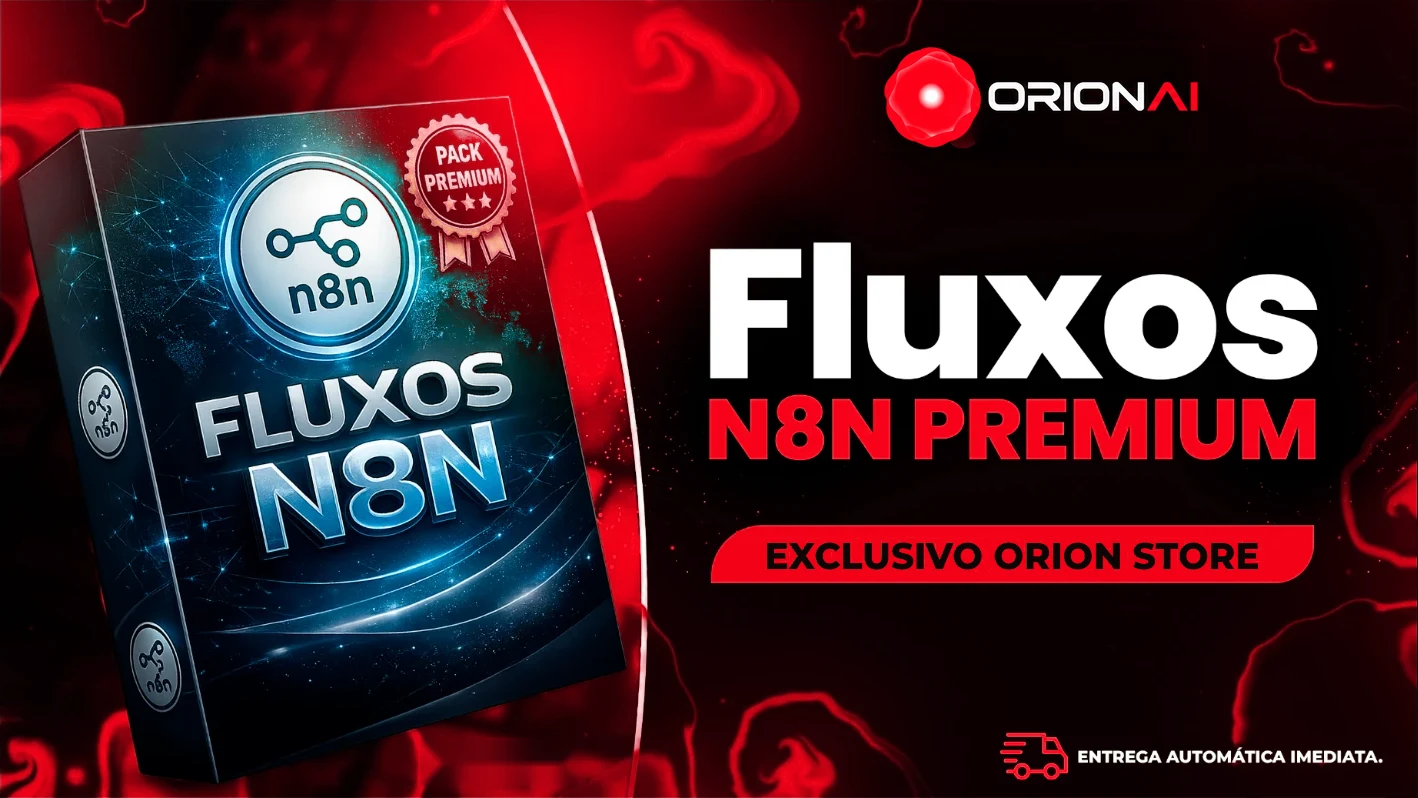 ORIONAI
PACK
PREMIUM
n8n
FLUXOS
N8N
n8n
n8n
Fluxos
N8N PREMIUM
EXCLUSIVO ORION STORE
ENTREGA AUTOMÁTICA IMEDIATA.